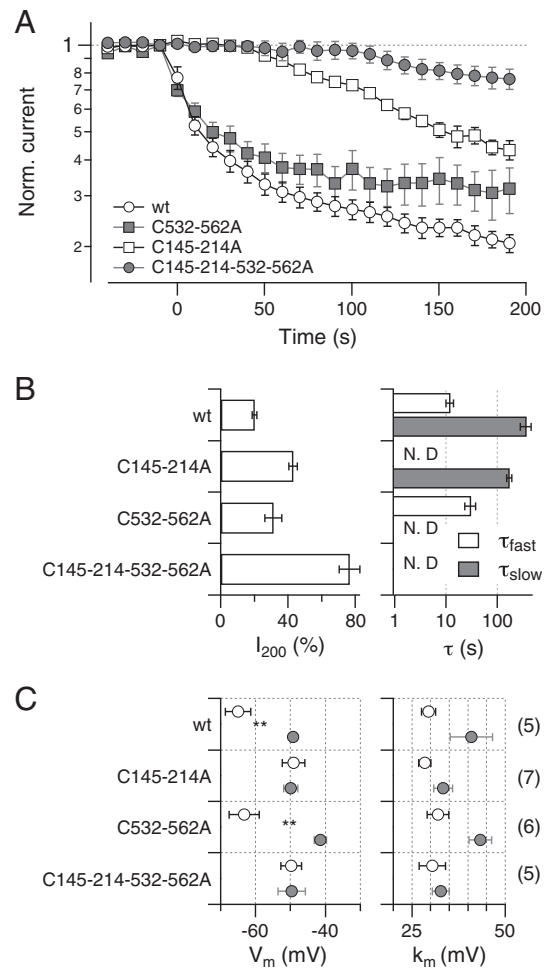 A
1
8
7
6
5
4
3
2
Norm. current
wt
C532-562A
C145-214A
C145-214-532-562A
0 50 100 150 200
Time (s)
B
wt
C145-214A
C532-562A
C145-214-532-562A
N. D
N. D
N. D
τfast
τslow
0 40 80
1 10 100
I200 (%)
τ (s)
C
wt
C145-214A
C532-562A
C145-214-532-562A
**
**
(5)
(7)
(6)
(5)
-60 -40
25 50
Vm (mV)
km (mV)